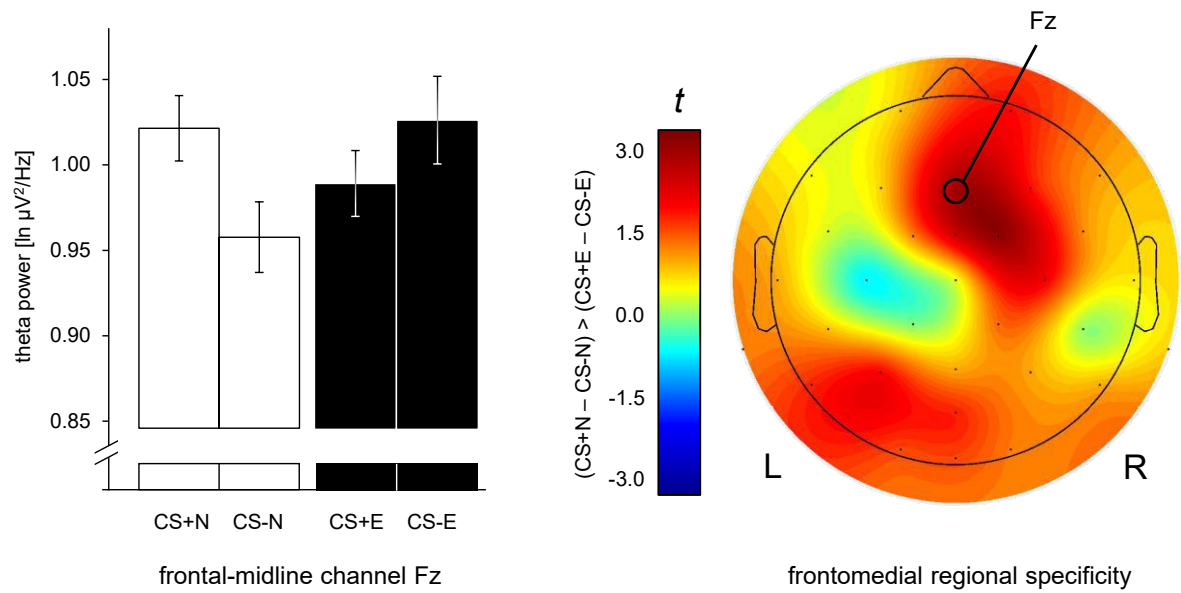 theta power [ln μV²/Hz]
1.05
1.00
0.95
0.90
0.85
CS+N CS-N CS+E CS-E
frontal-midline channel Fz
(CS+N – CS-N) > (CS+E – CS-E)
t
3.0
1.5
0.0
-1.5
-3.0
Fz
L R
frontomedial regional specificity